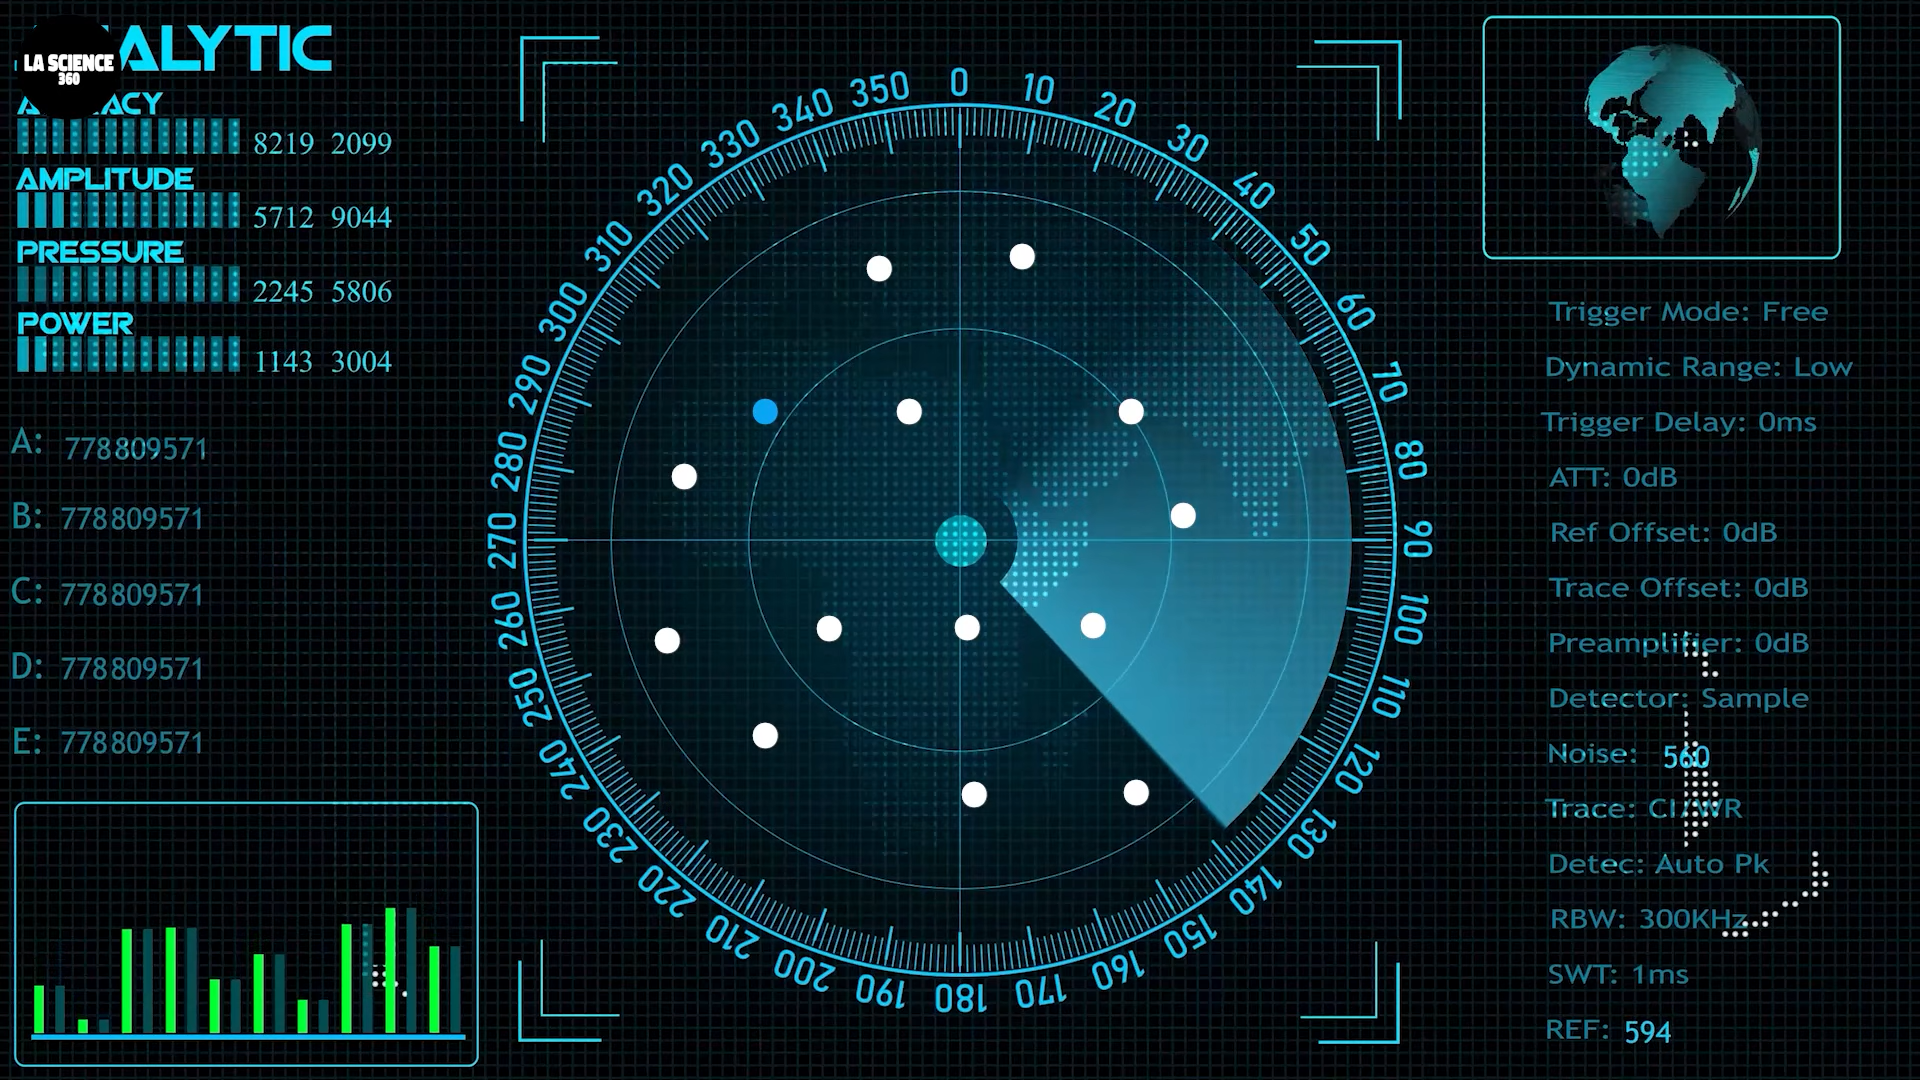 ALYTIC
LA SCIENCE
360
ACY
8219 2099
AMPLITUDE
5712 9044
PRESSURE
2245 5806
POWER
1143 3004
A: 778809571
B: 778809571
C: 778809571
D: 778809571
E: 778809571
0
10
20
30
40
50
60
70
80
90
100
110
120
130
140
150
160
170
180
190
200
210
220
230
240
250
260
270
280
290
300
310
320
330
340
350
Trigger Mode: Free
Dynamic Range: Low
Trigger Delay: 0ms
ATT: 0dB
Ref Offset: 0dB
Trace Offset: 0dB
Preamplifier: 0dB
Detector: Sample
Noise: 560
Trace:
Detec: Auto Pk
RBW: 300KHz
SWT: 1ms
REF: 594